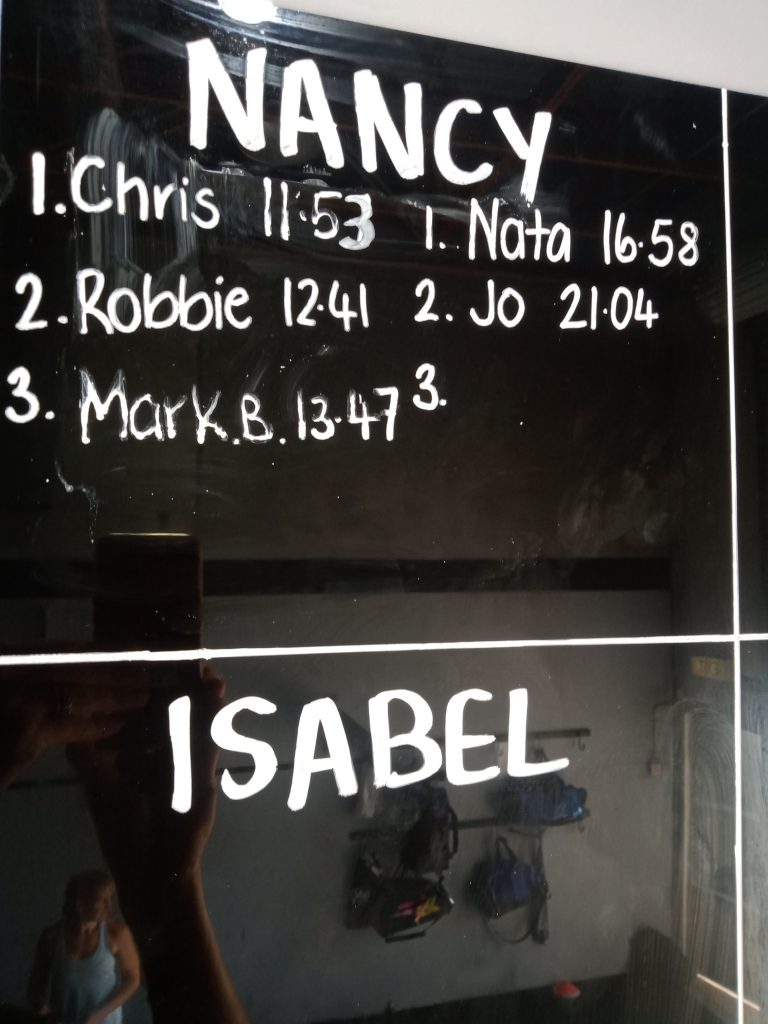 NANCY
1. Chris 11:53 1. Nata 16.58
2. Robbie 12.41 2. Jo 21.04
3. Mark.B. 13.47 3.
ISABEL